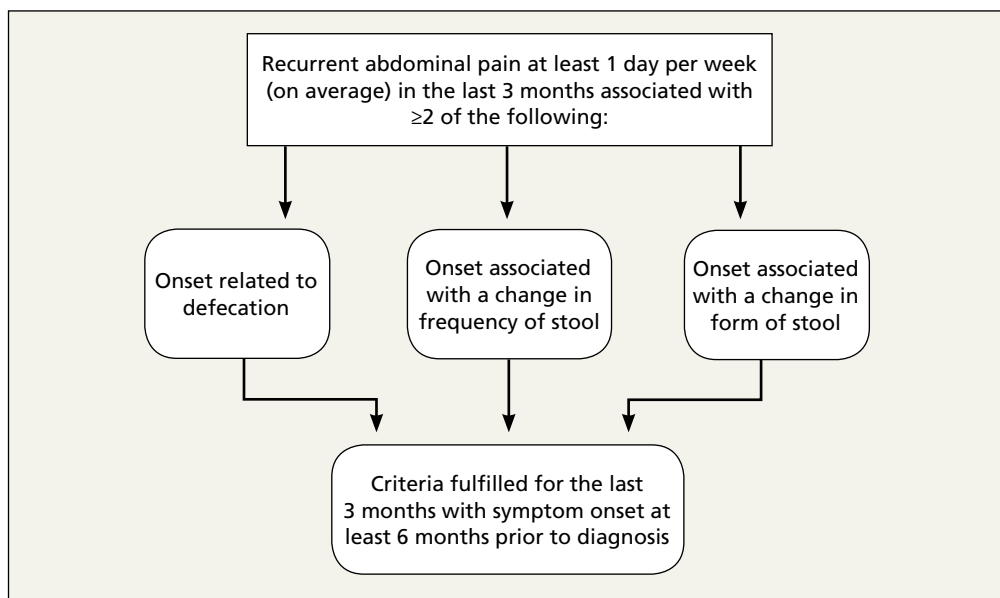 Recurrent abdominal pain at least 1 day per week
(on average) in the last 3 months associated with
≥2 of the following:
Onset related to
defecation
Onset associated
with a change in
frequency of stool
Onset associated
with a change in
form of stool
Criteria fulfilled for the last
3 months with symptom onset at
least 6 months prior to diagnosis